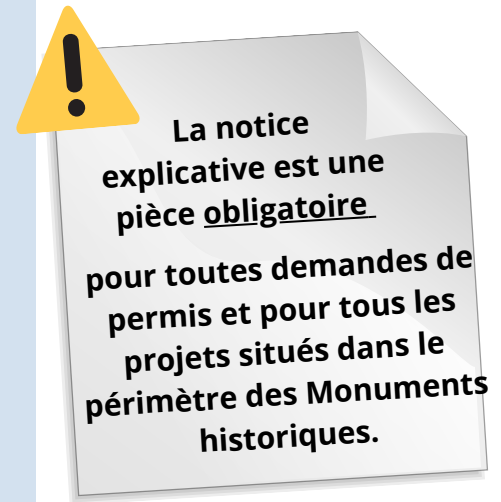 La notice
explicative est une
pièce obligatoire
pour toutes demandes de
permis et pour tous les
projets situés dans le
périmètre des Monuments
historiques.